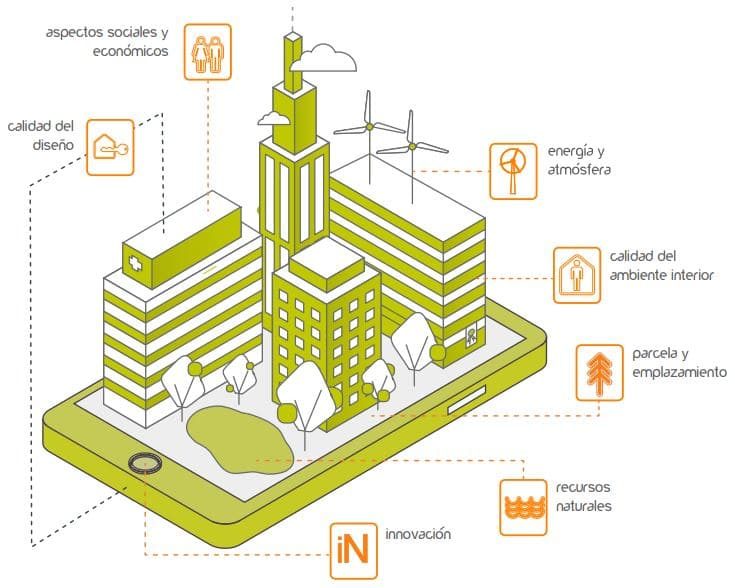 aspectos sociales y
económicos
calidad del
diseño
energía y
atmósfera
calidad del
ambiente interior
parcela y
emplazamiento
recursos
naturales
iN
innovación